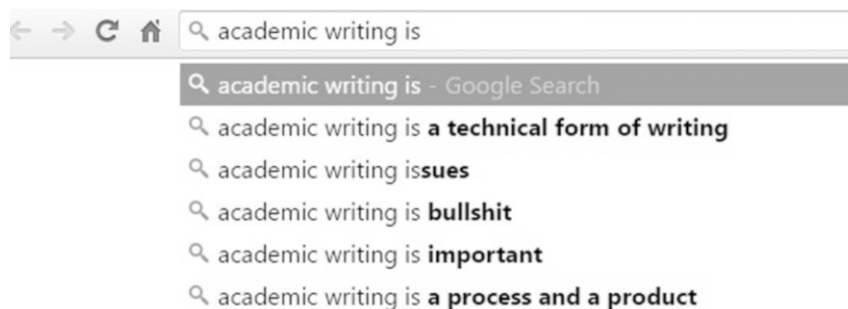 academic writing is
academic writing is - Google Search
academic writing is a technical form of writing
academic writing issues
academic writing is bullshit
academic writing is important
academic writing is a process and a product